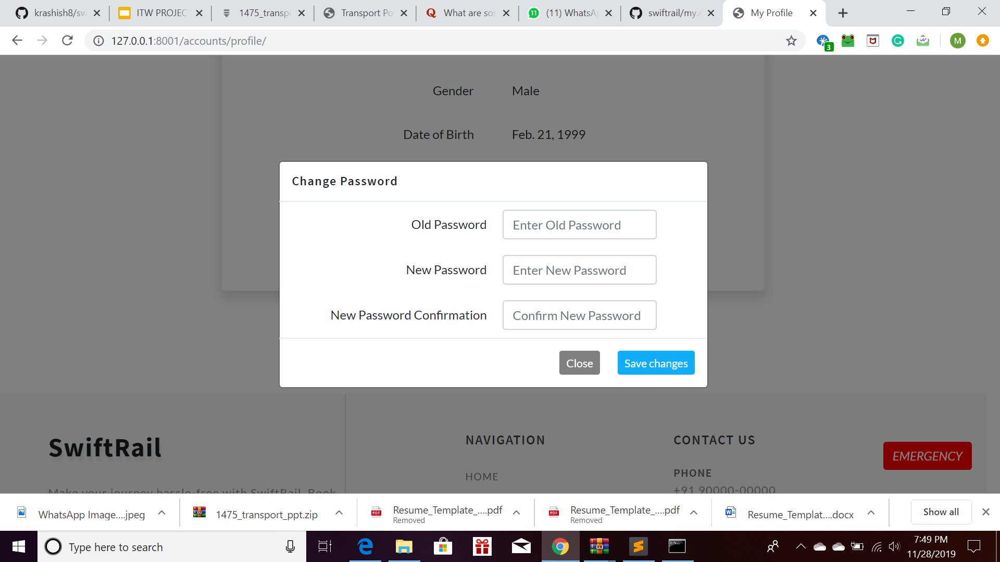 krashish8/sw
ITW PROJEC
1475_transpo
Transport Po
What are sor
(11) WhatsA
swiftrail/my.
My Profile
127.0.0.1:8001/accounts/profile/
3
M
Gender Male
Date of Birth Feb. 21, 1999
Change Password
Old Password Enter Old Password
New Password Enter New Password
New Password Confirmation Confirm New Password
Close Save changes
SwiftRail
NAVIGATION
CONTACT US
EMERGENCY
HOME
PHONE
Make your journey hassle-free with SwiftRail. Book
+91 90000-00000
WhatsApp Image....jpeg
1475_transport_ppt.zip
Resume_Template_....pdf
Removed
Resume_Template_....pdf
Removed
Resume_Templat....docx
Show all
Type here to search
7:49 PM
11/28/2019